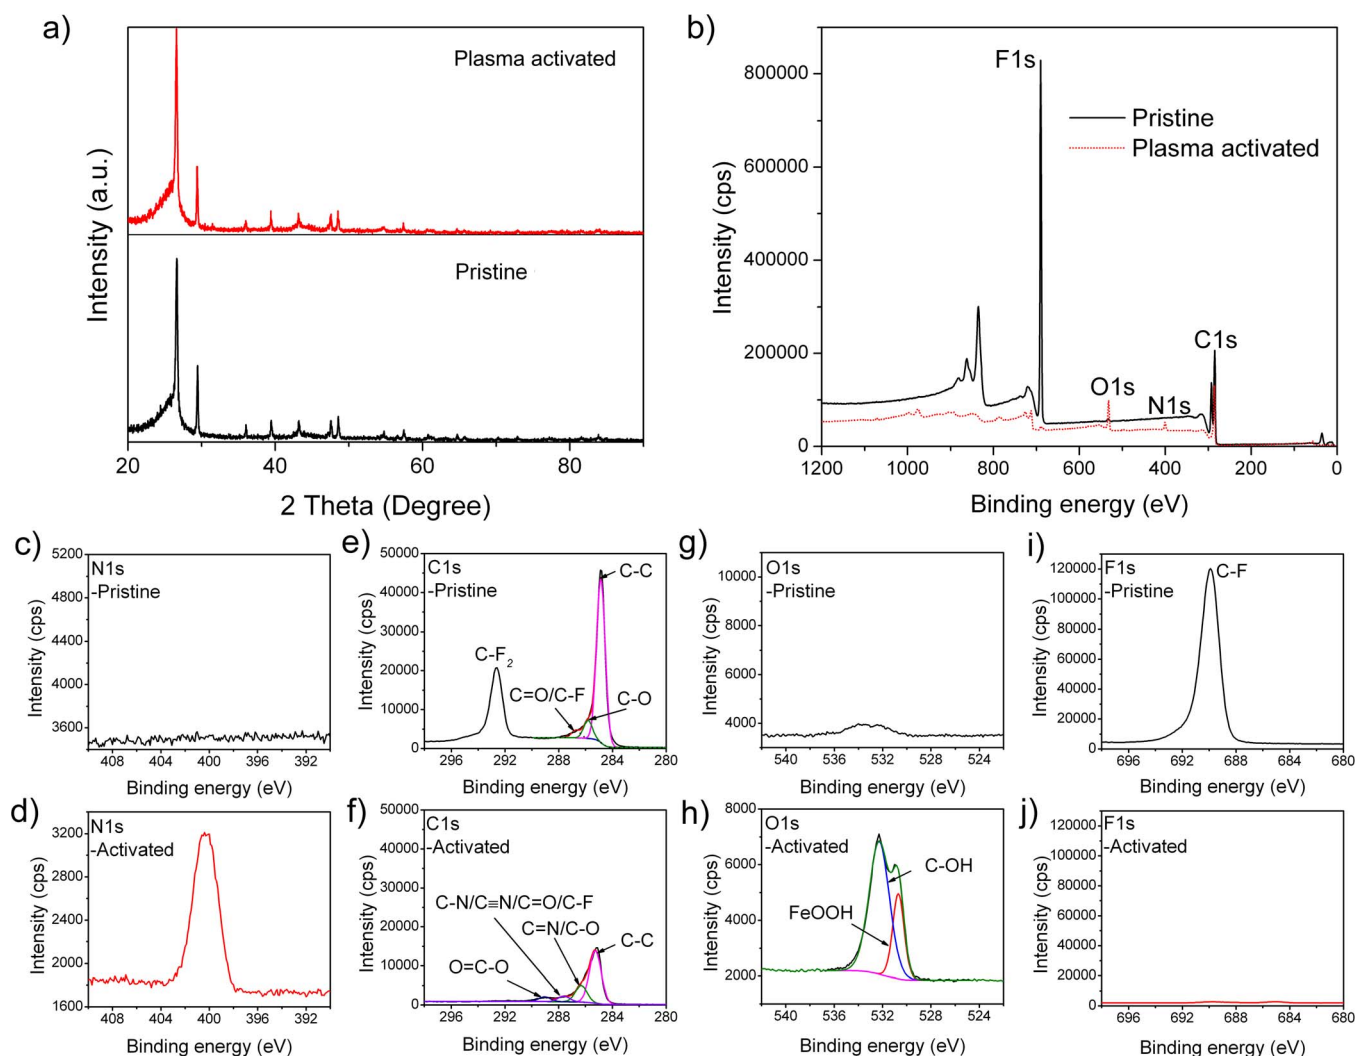 a)
Plasma activated
Pristine
Intensity (a.u.)
20
40
60
80
2 Theta (Degree)
b)
F1s
Pristine
Plasma activated
O1s
N1s
C1s
Intensity (cps)
800000
600000
400000
200000
0
1200
1000
800
600
400
200
0
Binding energy (eV)
c)
N1s
-Pristine
Intensity (cps)
5200
4800
4400
4000
3600
408 404 400 396 392
Binding energy (eV)
e)
C1s
-Pristine
C-C
C-F2
C=O/C-F
C-O
Intensity (cps)
50000
40000
30000
20000
10000
0
296 292 288 284 280
Binding energy (eV)
g)
O1s
-Pristine
Intensity (cps)
10000
8000
6000
4000
540 536 532 528 524
Binding energy (eV)
i)
F1s
-Pristine
C-F
Intensity (cps)
120000
100000
80000
60000
40000
20000
0
696 692 688 684 680
Binding energy (eV)
d)
N1s
-Activated
Intensity (cps)
3200
2800
2400
2000
1600
408 404 400 396 392
Binding energy (eV)
f)
C1s
-Activated
C-N/C≡N/C=O/C-F
C=N/C-O
C-C
O=C-O
Intensity (cps)
50000
40000
30000
20000
10000
0
296 292 288 284 280
Binding energy (eV)
h)
O1s
-Activated
C-OH
FeOOH
Intensity (cps)
8000
6000
4000
2000
540 536 532 528 524
Binding energy (eV)
j)
F1s
-Activated
Intensity (cps)
120000
100000
80000
60000
40000
20000
0
696 692 688 684 680
Binding energy (eV)